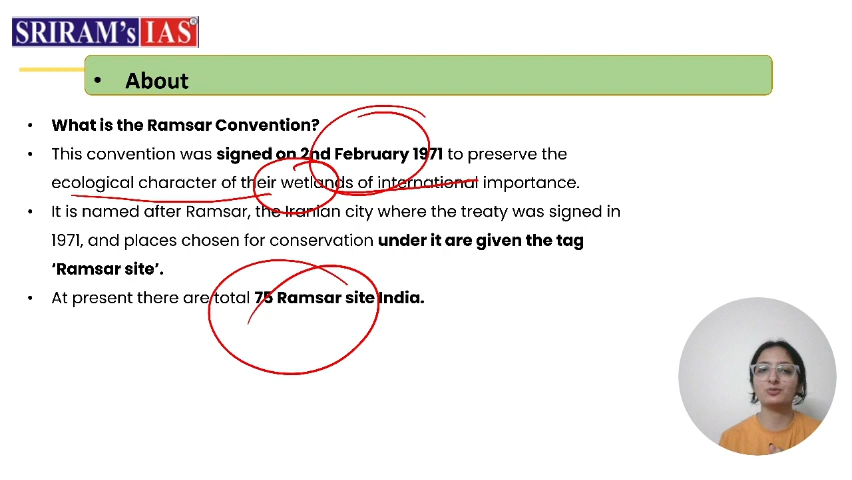 SRIRAM's IAS
• About
• What is the Ramsar Convention?
• This convention was signed on 2nd February 1971 to preserve the
ecological character of their wetlands of international importance.
• It is named after Ramsar, the Iranian city where the treaty was signed in
1971, and places chosen for conservation under it are given the tag
‘Ramsar site’.
• At present there are total 75 Ramsar site India.